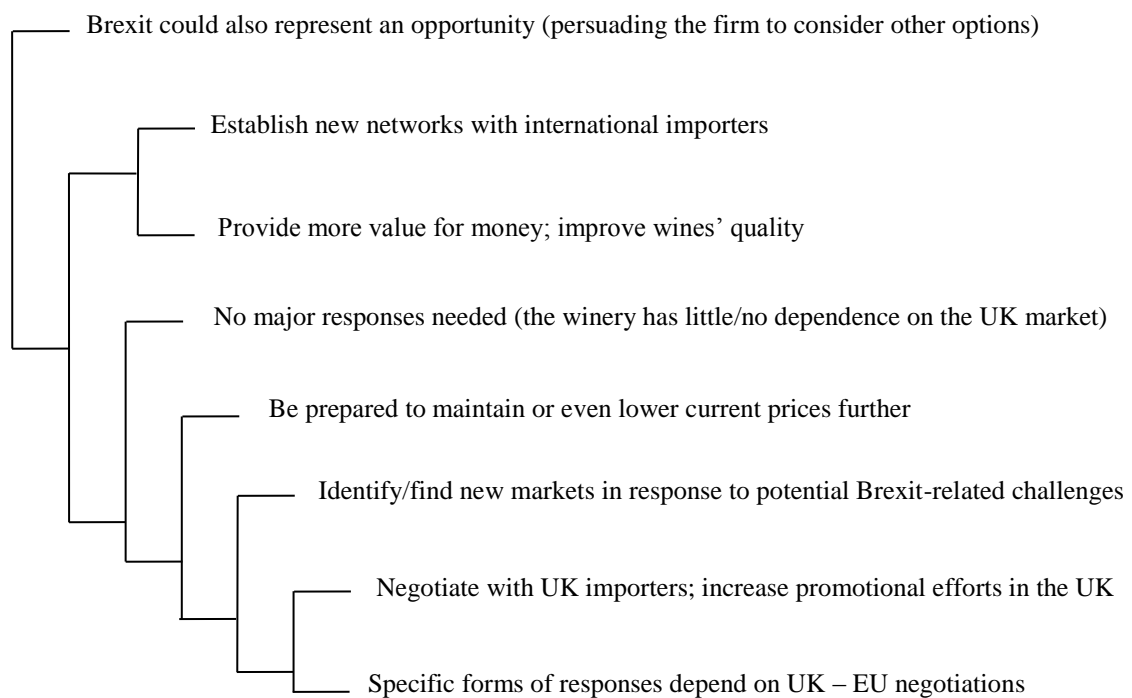 Brexit could also represent an opportunity (persuading the firm to consider other options)
Establish new networks with international importers
Provide more value for money; improve wines’ quality
No major responses needed (the winery has little/no dependence on the UK market)
Be prepared to maintain or even lower current prices further
Identify/find new markets in response to potential Brexit-related challenges
Negotiate with UK importers; increase promotional efforts in the UK
Specific forms of responses depend on UK – EU negotiations